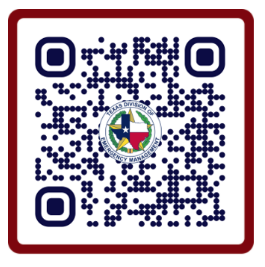 TEXAS DIVISION OF
EMERGENCY MANAGEMENT